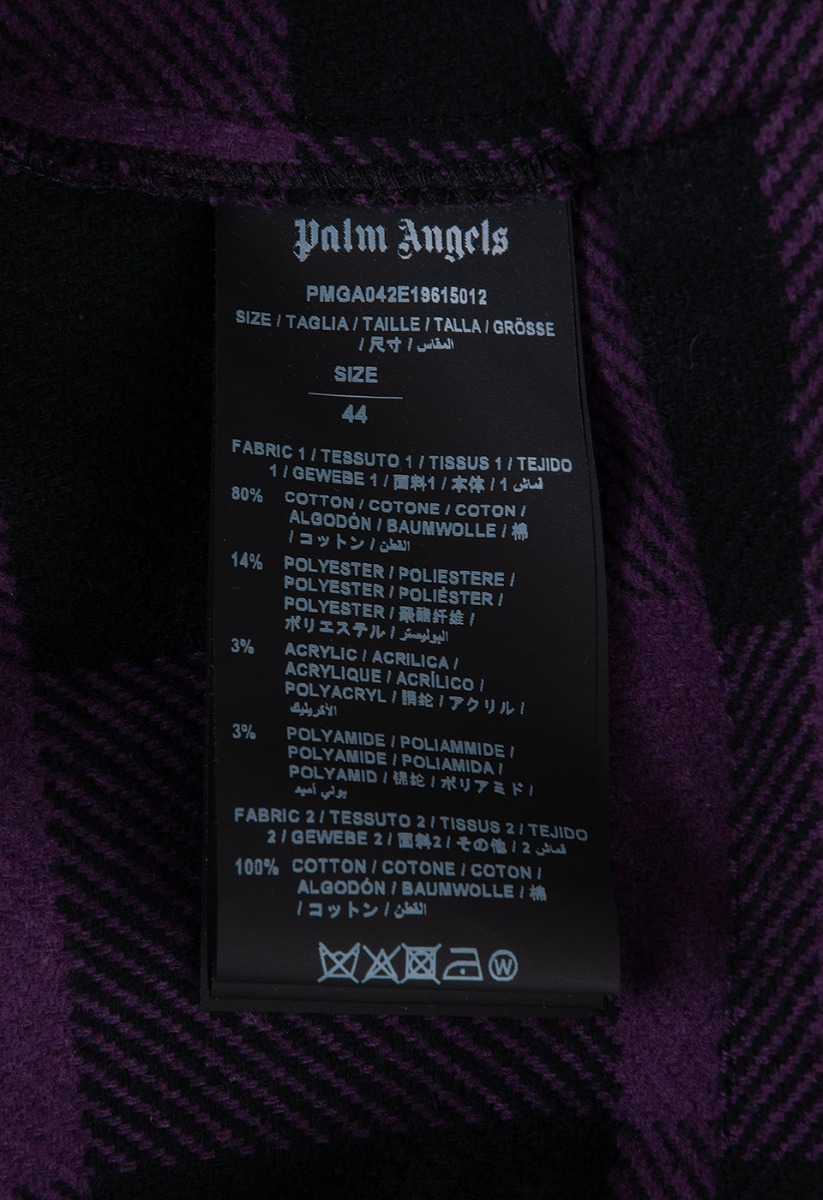 Palm Angels
PMGA042E19615012
SIZE / TAGLIA / TAILLE / TALLA / GRÖSSE
/ 尺寸 / المقاس
SIZE
44
FABRIC 1 / TESSUTO 1 / TISSUS 1 / TEJIDO
1 / GEWEBE 1 / 面料1 / 本体 / 1 قماش
80% COTTON / COTONE / COTON /
ALGODÓN / BAUMWOLLE / 棉
/ コットン / القطن
14% POLYESTER / POLIESTERE /
POLYESTER / POLIÉSTER /
POLYESTER / 聚酯纤维 /
ポリエステル / البوليستر
3% ACRYLIC / ACRILICA /
ACRYLIQUE / ACRÍLICO /
POLYACRYL / 腈纶 / アクリル /
الأكريليك
3% POLYAMIDE / POLIAMMIDE /
POLYAMIDE / POLIAMIDA /
POLYAMID / 锦纶 / ポリアミド /
بولي أميد
FABRIC 2 / TESSUTO 2 / TISSUS 2 / TEJIDO
2 / GEWEBE 2 / 面料2 / その他 / 2 قماش
100% COTTON / COTONE / COTON /
ALGODÓN / BAUMWOLLE / 棉
/ コットン / القطن
W